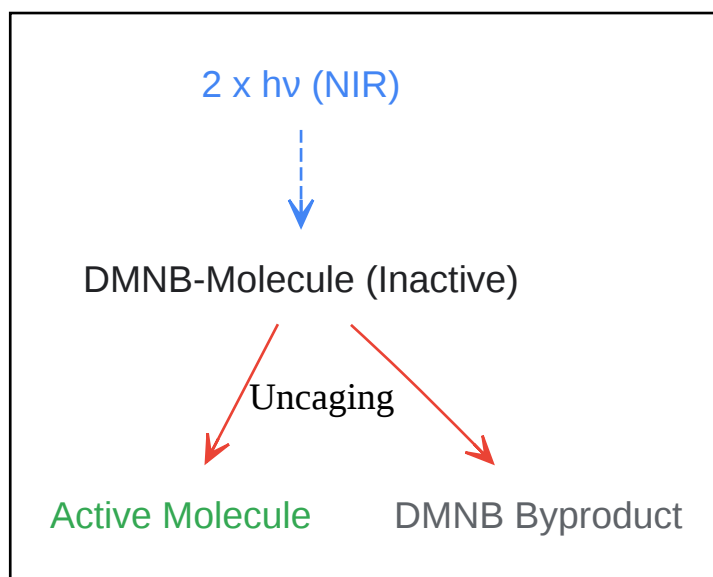 2 x hν (NIR)
DMNB-Molecule (Inactive)
Uncaging
Active Molecule
DMNB Byproduct